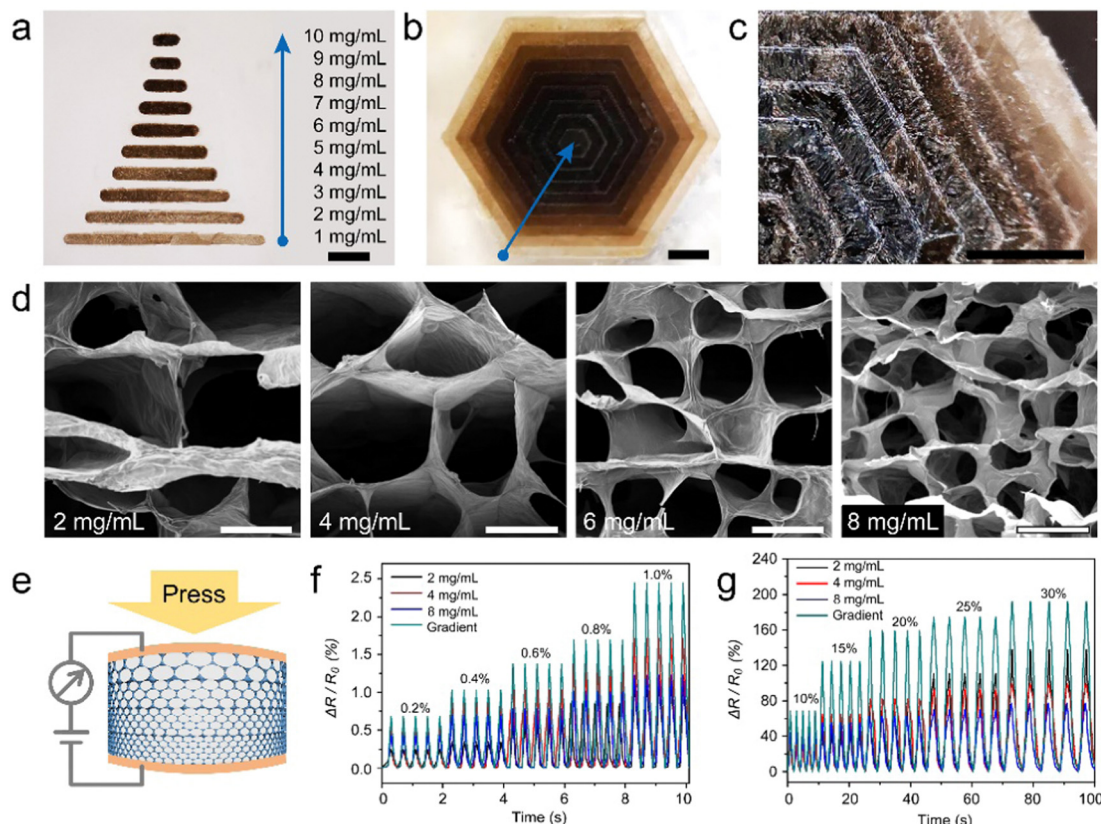 a
10 mg/mL
9 mg/mL
8 mg/mL
7 mg/mL
6 mg/mL
5 mg/mL
4 mg/mL
3 mg/mL
2 mg/mL
1 mg/mL
b
c
d
2 mg/mL
4 mg/mL
6 mg/mL
8 mg/mL
e
Press
f
ΔR / R0 (%)
2.5
2.0
1.5
1.0
0.5
0.0
2 mg/mL
4 mg/mL
8 mg/mL
Gradient
0.2%
0.4%
0.6%
0.8%
1.0%
0 2 4 6 8 10
Time (s)
g
ΔR / R0 (%)
240
200
160
120
80
40
0
2 mg/mL
4 mg/mL
8 mg/mL
Gradient
10%
15%
20%
25%
30%
0 20 40 60 80 100
Time (s)